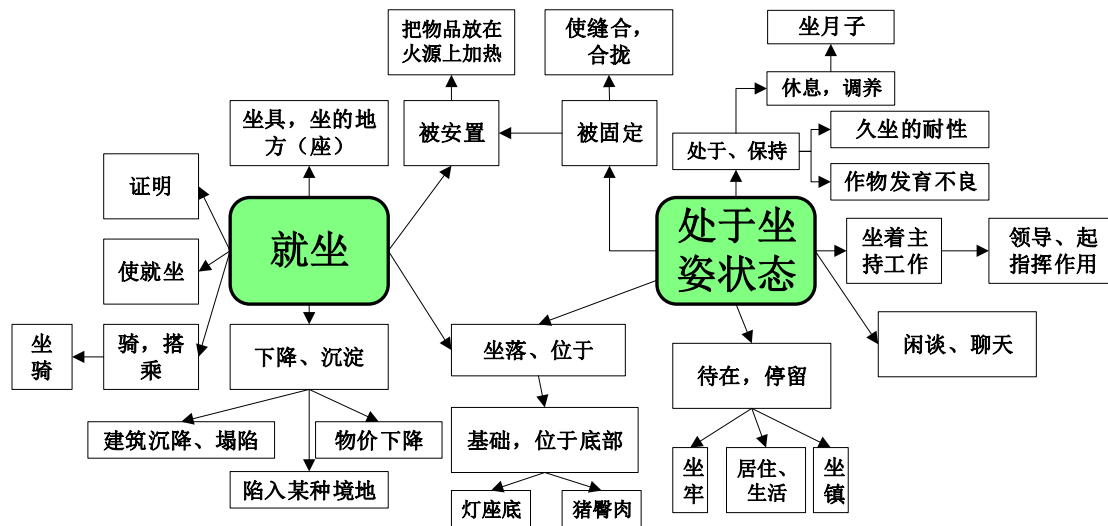 把物品放在
火源上加热
使缝合，
合拢
坐月子
休息，调养
坐具，坐的地
方（座）
被安置
被固定
处于、保持
久坐的耐性
作物发育不良
证明
就坐
处于坐
姿状态
坐着主
持工作
领导、起
指挥作用
使就坐
坐
骑
骑，搭
乘
下降、沉淀
坐落、位于
待在，停留
闲谈、聊天
建筑沉降、塌陷
物价下降
基础，位于底部
坐
牢
居住、
生活
坐
镇
陷入某种境地
灯座底
猪臀肉